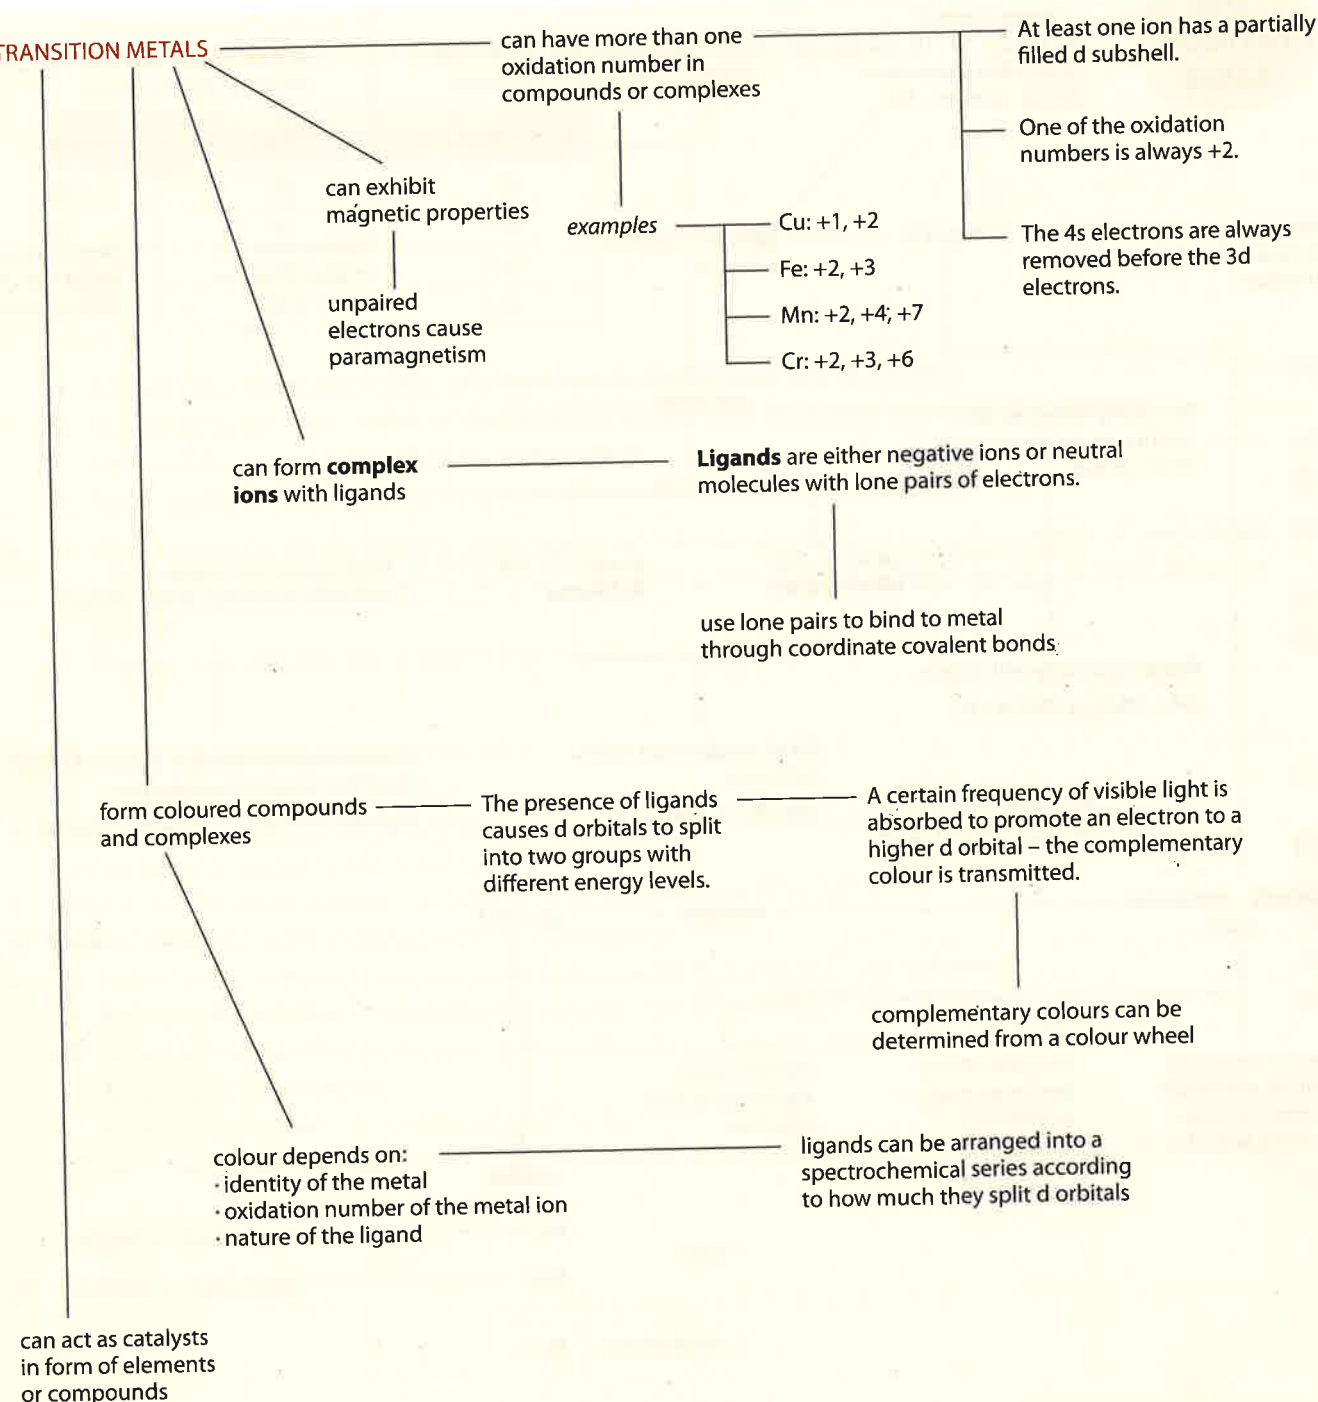 TRANSITION METALS
can have more than one
oxidation number in
compounds or complexes
At least one ion has a partially
filled d subshell.
One of the oxidation
numbers is always +2.
The 4s electrons are always
removed before the 3d
electrons.
can exhibit
magnetic properties
unpaired
electrons cause
paramagnetism
examples
Cu: +1, +2
Fe: +2, +3
Mn: +2, +4, +7
Cr: +2, +3, +6
can form complex
ions with ligands
Ligands are either negative ions or neutral
molecules with lone pairs of electrons.
use lone pairs to bind to metal
through coordinate covalent bonds
form coloured compounds
and complexes
The presence of ligands
causes d orbitals to split
into two groups with
different energy levels.
A certain frequency of visible light is
absorbed to promote an electron to a
higher d orbital – the complementary
colour is transmitted.
complementary colours can be
determined from a colour wheel
colour depends on:
· identity of the metal
· oxidation number of the metal ion
· nature of the ligand
ligands can be arranged into a
spectrochemical series according
to how much they split d orbitals
can act as catalysts
in form of elements
or compounds